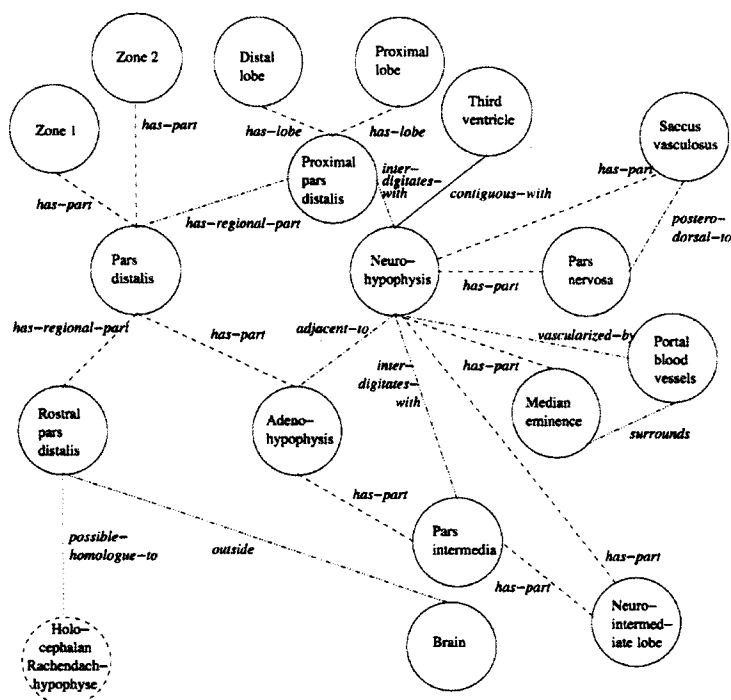 Zone 2
Distal
lobe
Proximal
lobe
Third
ventricle
Zone 1
Saccus
vasculosus
has-part
has-lobe
has-lobe
Proximal
pars
distalis
inter-
digitates-
with
has-part
contiguous-with
has-part
has-regional-part
postero-
dorsal-to
Pars
distalis
Neuro-
hypophysis
has-part
Pars
nervosa
has-regional-part
has-part
adjacent-to
vascularized-by
Portal
blood
vessels
inter-
digitates-
with
has-part
Rostral
pars
distalis
Adeno-
hypophysis
Median
eminence
surrounds
has-part
possible-
homologue-to
outside
Pars
intermedia
has-part
has-part
Holo-
cephalan
Rachendach-
hypophyse
Brain
Neuro-
intermed-
iate lobe